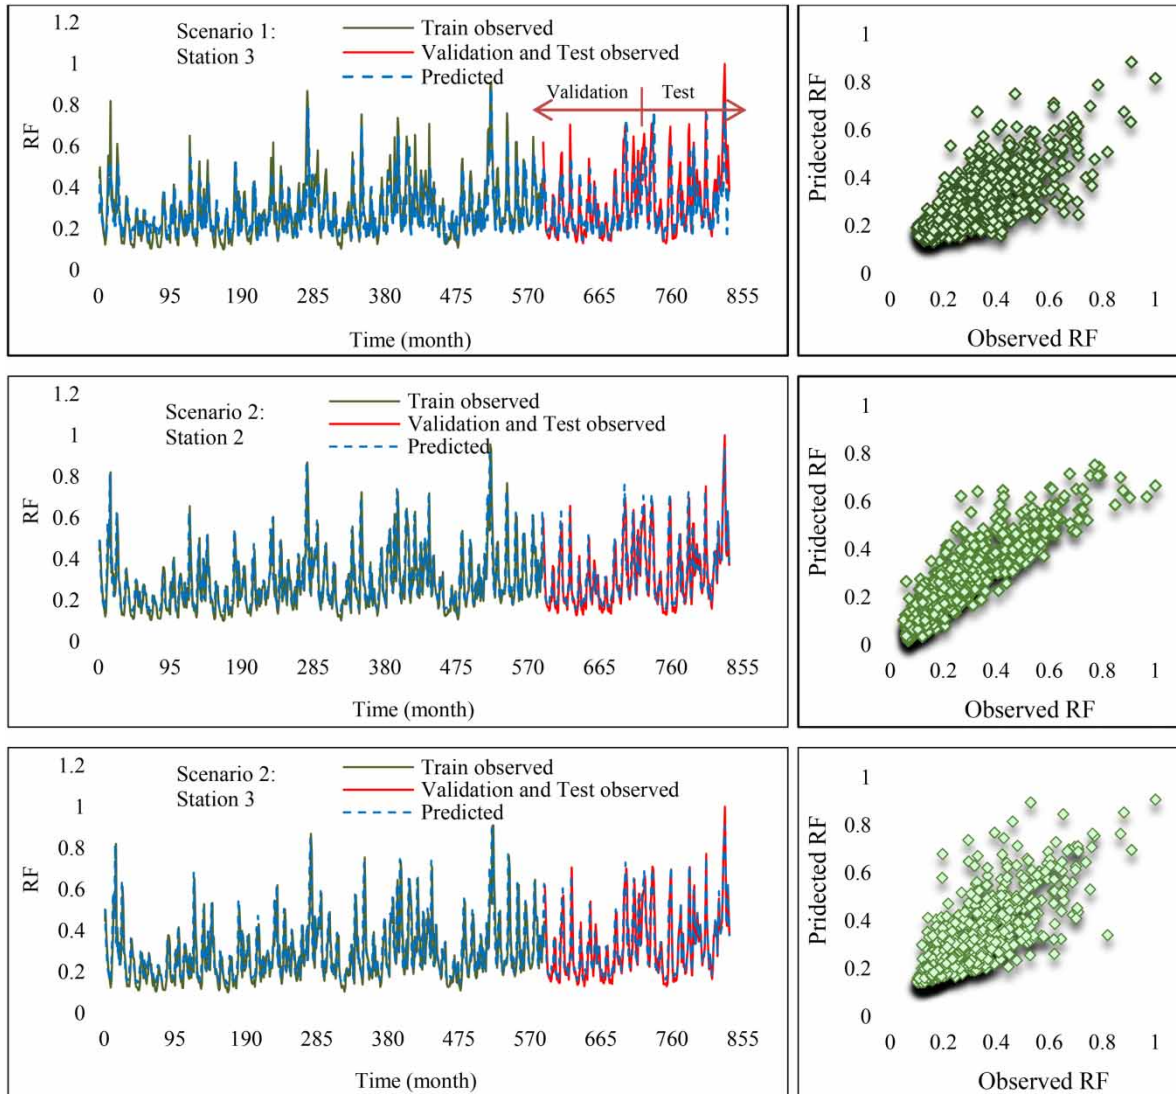 Scenario 1:
Station 3
Train observed
Validation and Test observed
Predicted
Validation
Test
RF
1.2
1
0.8
0.6
0.4
0.2
0
0 95 190 285 380 475 570 665 760 855
Time (month)
Pridected RF
1
0.8
0.6
0.4
0.2
0
0 0.2 0.4 0.6 0.8 1
Observed RF
Scenario 2:
Station 2
Train observed
Validation and Test observed
Predicted
RF
1.2
1
0.8
0.6
0.4
0.2
0
0 95 190 285 380 475 570 665 760 855
Time (month)
Pridected RF
1
0.8
0.6
0.4
0.2
0
0 0.2 0.4 0.6 0.8 1
Observed RF
Scenario 2:
Station 3
Train observed
Validation and Test observed
Predicted
RF
1.2
1
0.8
0.6
0.4
0.2
0
0 95 190 285 380 475 570 665 760 855
Time (month)
Pridected RF
1
0.8
0.6
0.4
0.2
0
0 0.2 0.4 0.6 0.8 1
Observed RF